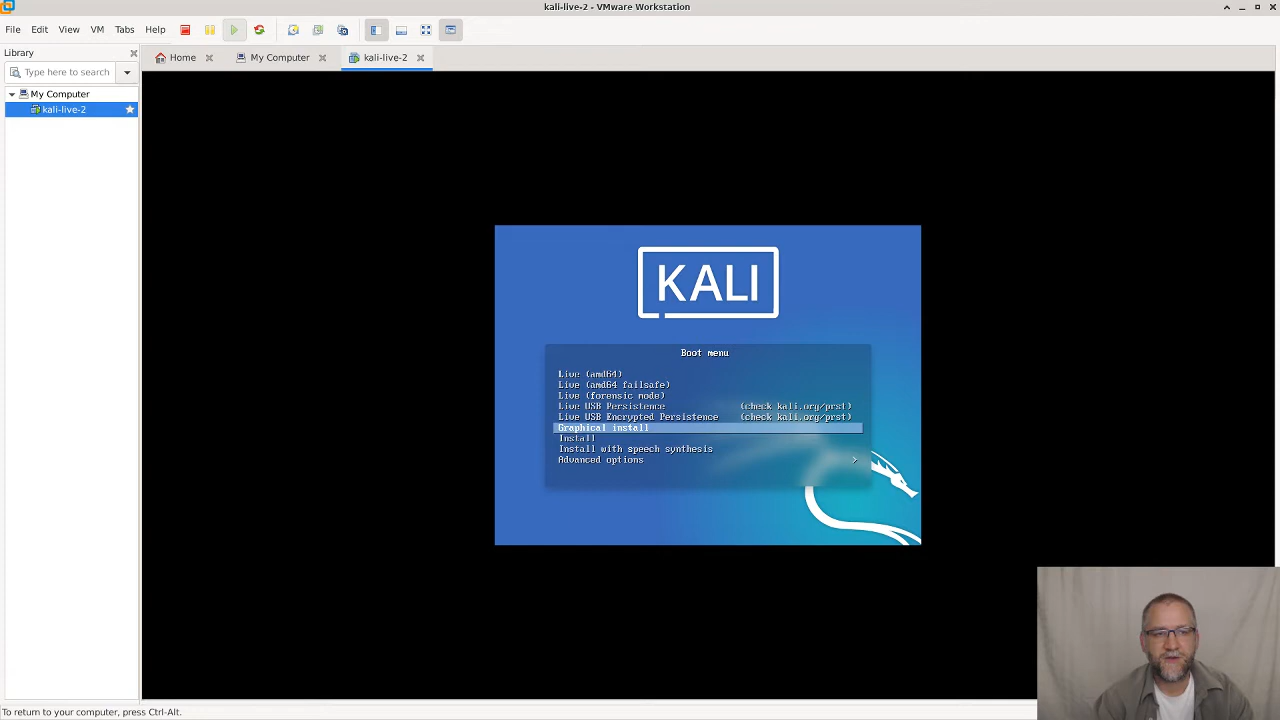 kali-live-2 - VMware Workstation
File Edit View VM Tabs Help
Library
Type here to search
My Computer
kali-live-2
Home
My Computer
kali-live-2
KALI
Boot menu
Live (amd64)
Live (amd64 failsafe)
Live (forensic mode)
Live USB Persistence (check kali.org/prst)
Live USB Encrypted Persistence (check kali.org/prst)
Graphical install
Install
Install with speech synthesis
Advanced options >
To return to your computer, press Ctrl-Alt.